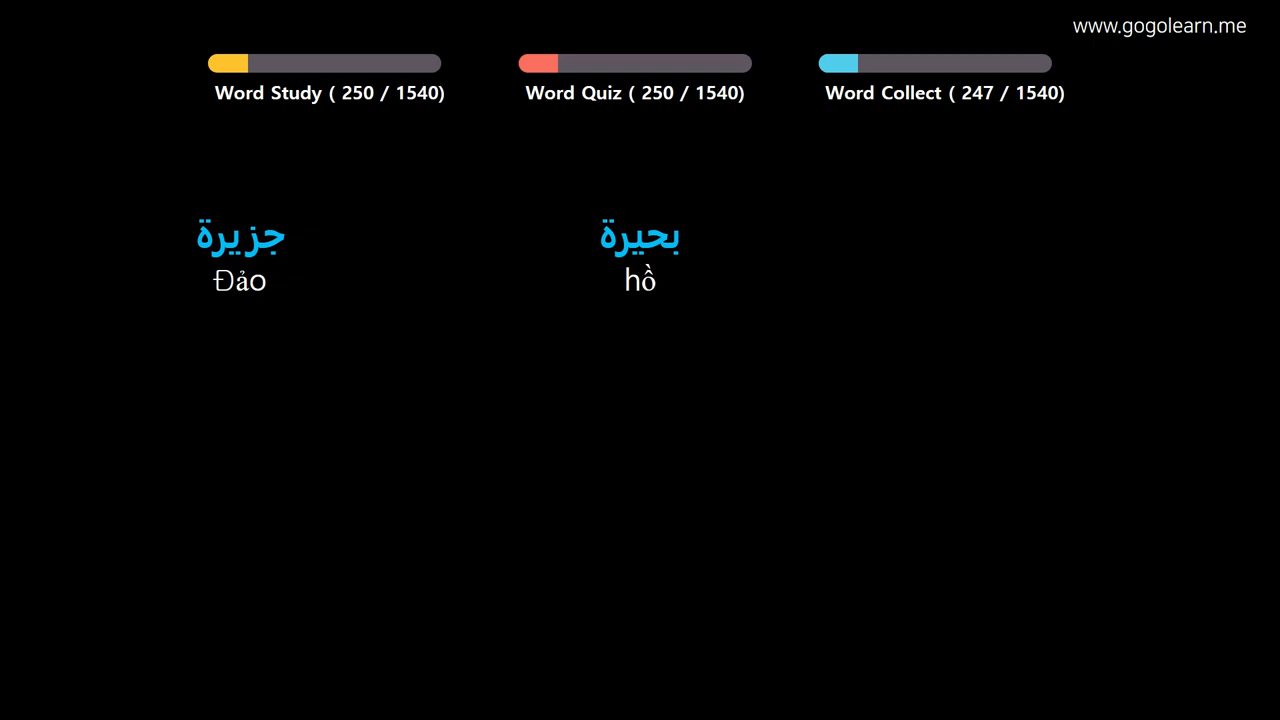 www.gogolearn.me
Word Study ( 250 / 1540)
Word Quiz ( 250 / 1540)
Word Collect ( 247 / 1540)
جزيرة
Đảo
بحيرة
hồ